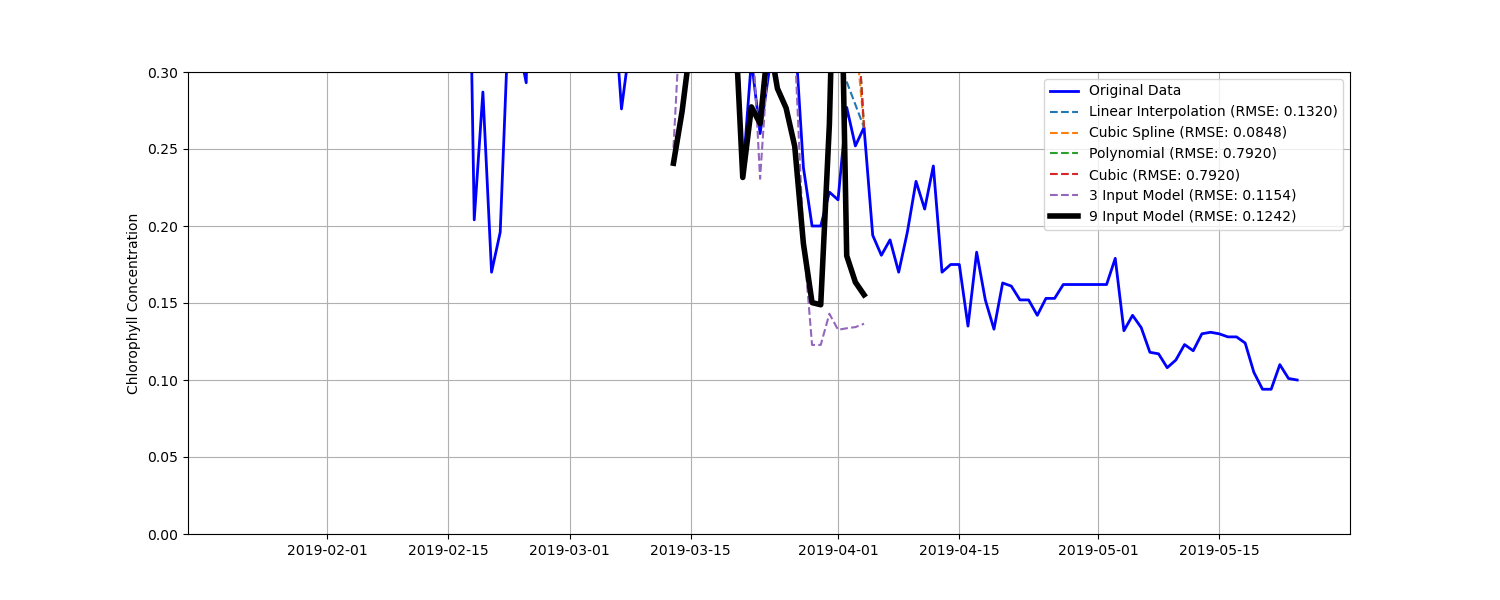 Chlorophyll Concentration
0.30
0.25
0.20
0.15
0.10
0.05
0.00
2019-02-01
2019-02-15
2019-03-01
2019-03-15
2019-04-01
2019-04-15
2019-05-01
2019-05-15
Original Data
Linear Interpolation (RMSE: 0.1320)
Cubic Spline (RMSE: 0.0848)
Polynomial (RMSE: 0.7920)
Cubic (RMSE: 0.7920)
3 Input Model (RMSE: 0.1154)
9 Input Model (RMSE: 0.1242)